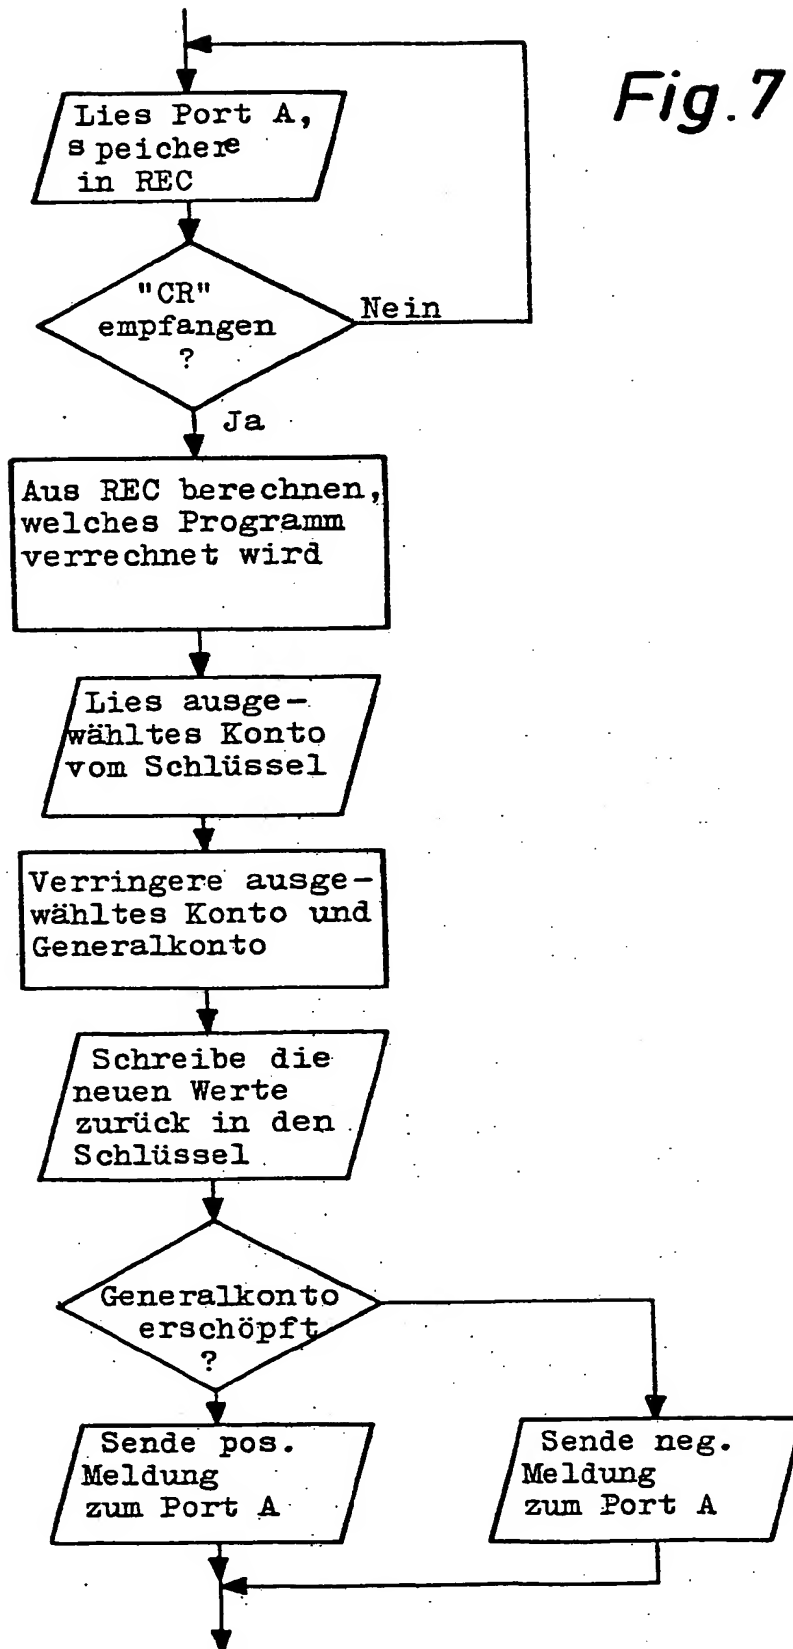 Fig.7
Lies Port A,
speichere
in REC
"CR"
empfangen
?
Nein
Ja
Aus REC berechnen,
welches Programm
verrechnet wird
Lies ausge-
wähltes Konto
vom Schlüssel
Verringere ausge-
wähltes Konto und
Generalkonto
Schreibe die
neuen Werte
zurück in den
Schlüssel
Generalkonto
erschöpft
?
Sende pos.
Meldung
zum Port A
Sende neg.
Meldung
zum Port A